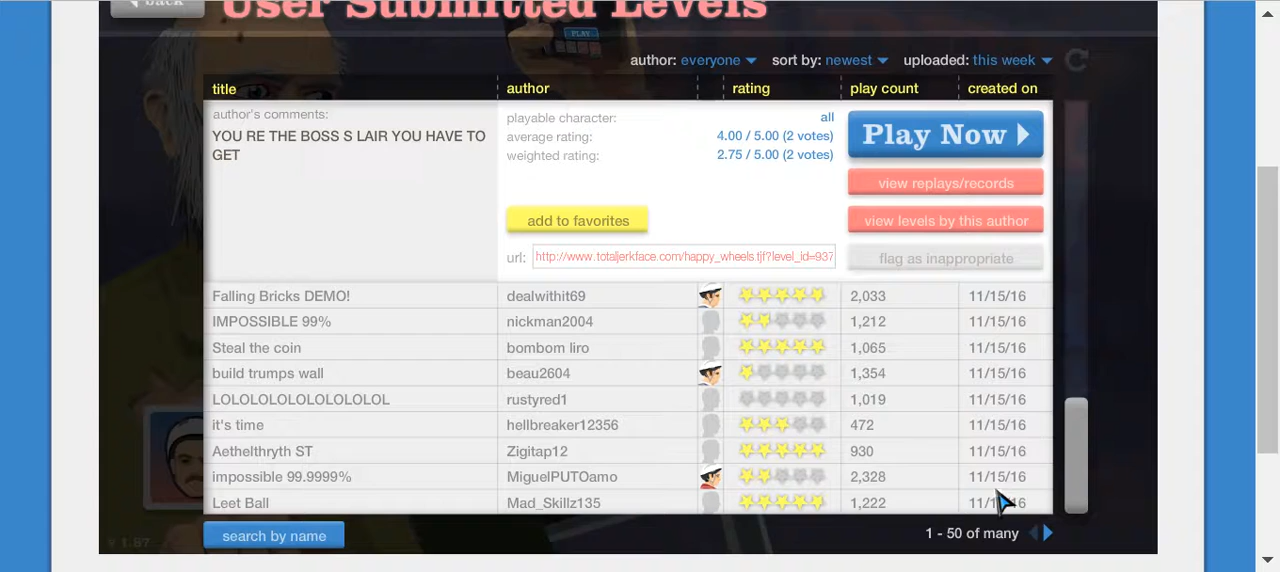 back
User Submitted Levels
PLAY
author: everyone sort by: newest uploaded: this week
title author rating play count created on
author's comments:
YOU RE THE BOSS S LAIR YOU HAVE TO
GET
playable character: all
average rating: 4.00 / 5.00 (2 votes)
weighted rating: 2.75 / 5.00 (2 votes)
Play Now
view replays/records
add to favorites
view levels by this author
url: http://www.totaljerkface.com/happy_wheels.tjf?level_id=937
flag as inappropriate
Falling Bricks DEMO! dealwithit69 2,033 11/15/16
IMPOSSIBLE 99% nickman2004 1,212 11/15/16
Steal the coin bombom liro 1,065 11/15/16
build trumps wall beau2604 1,354 11/15/16
LOLOLOLOLOLOLOLOL rustyred1 1,019 11/15/16
it's time hellbreaker12356 472 11/15/16
Aethelthryth ST Zigitap12 930 11/15/16
impossible 99.9999% MiguelPUTOamo 2,328 11/15/16
Leet Ball Mad_Skillz135 1,222 11/15/16
search by name
1 - 50 of many
v 1.87